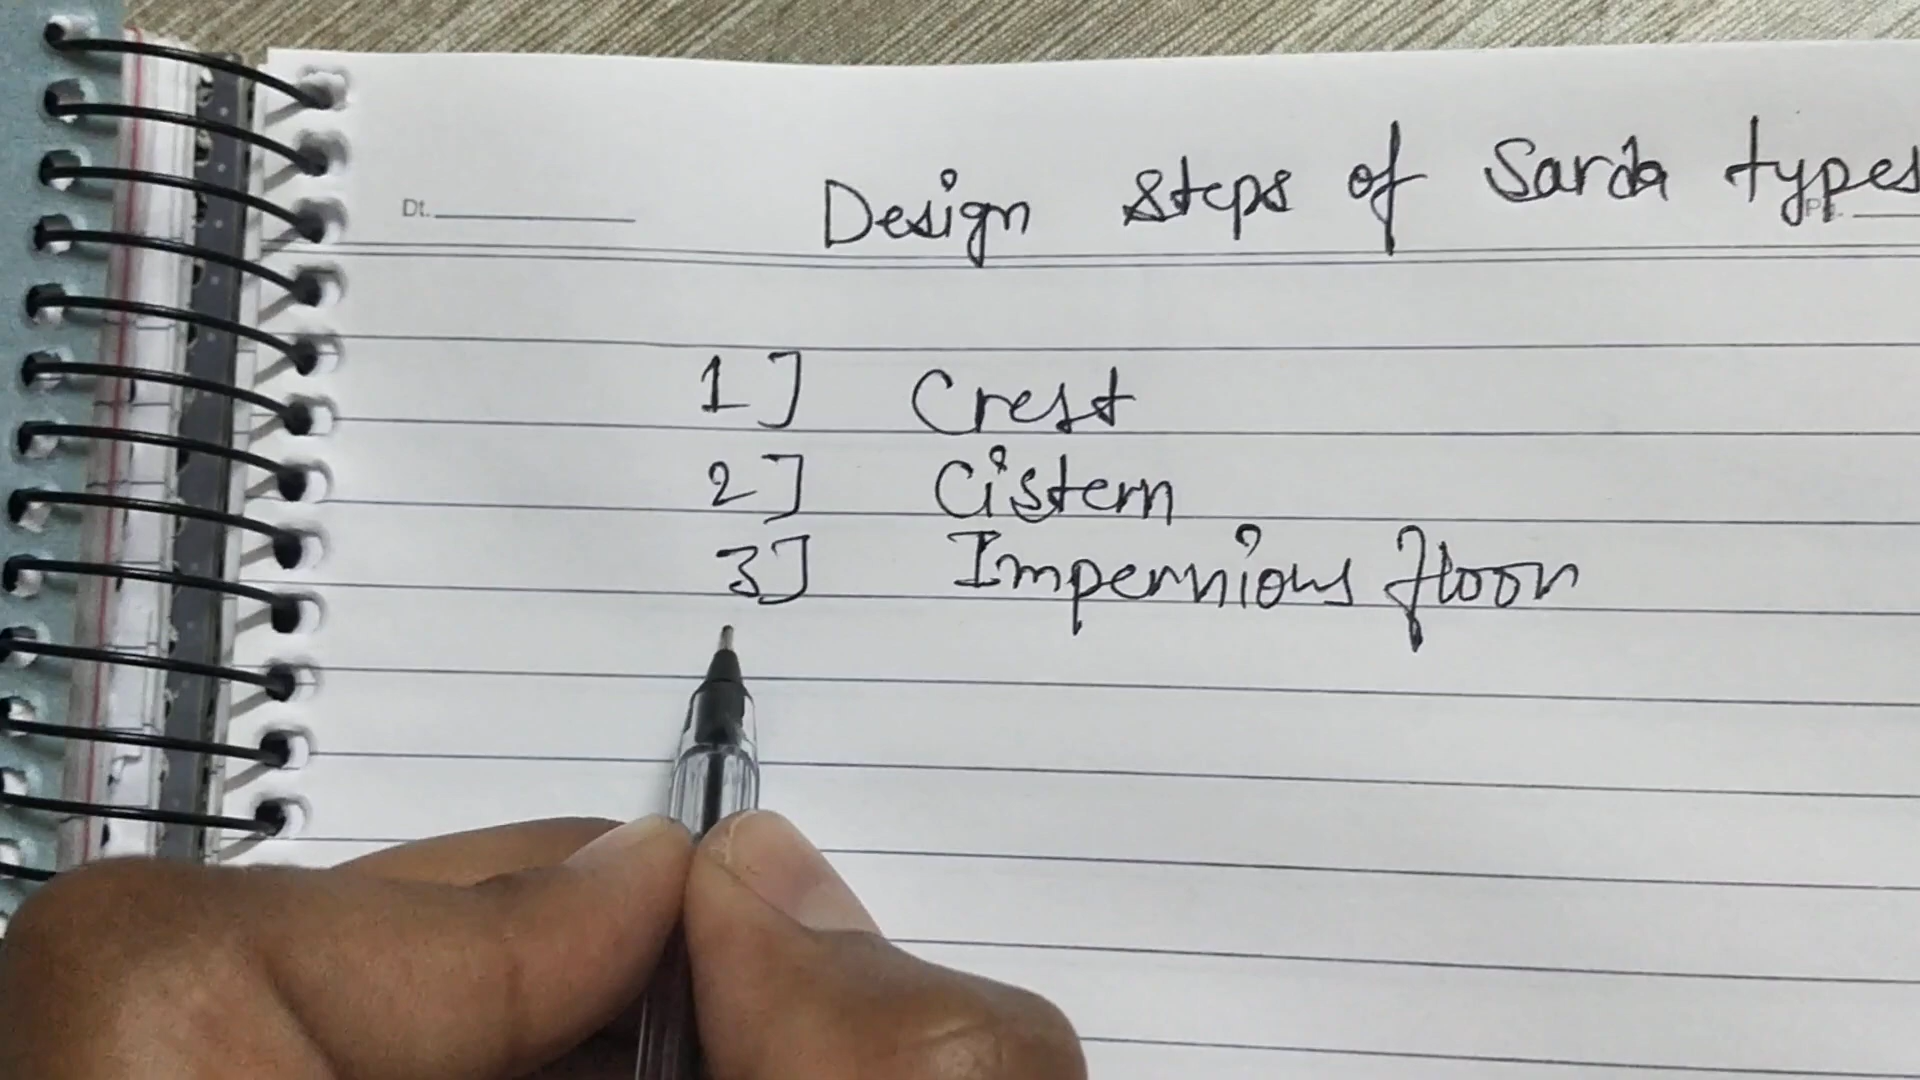 Dt.
Design steps of Sarda types
1] Crest
2] Cistern
3] Impervious floor